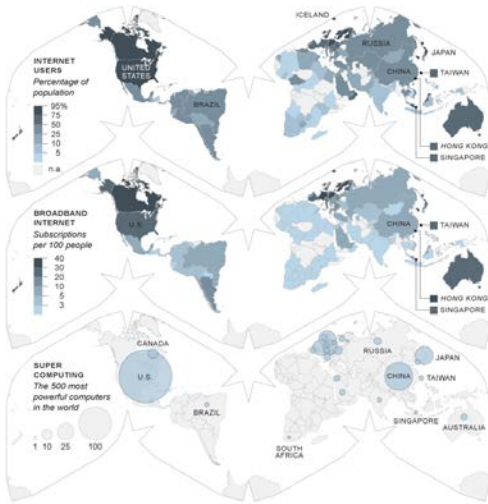 ICELAND
INTERNET
USERS
Percentage of
population
95%
75
50
25
10
5
n.a
UNITED
STATES
BRAZIL
RUSSIA
JAPAN
CHINA
TAIWAN
HONG KONG
SINGAPORE
BROADBAND
INTERNET
Subscriptions
per 100 people
40
30
20
10
5
3
U.S.
CHINA
TAIWAN
HONG KONG
SINGAPORE
SUPER
COMPUTING
The 500 most
powerful computers
in the world
1 10 25 100
CANADA
U.S.
BRAZIL
RUSSIA
JAPAN
CHINA
TAIWAN
SINGAPORE
AUSTRALIA
SOUTH
AFRICA